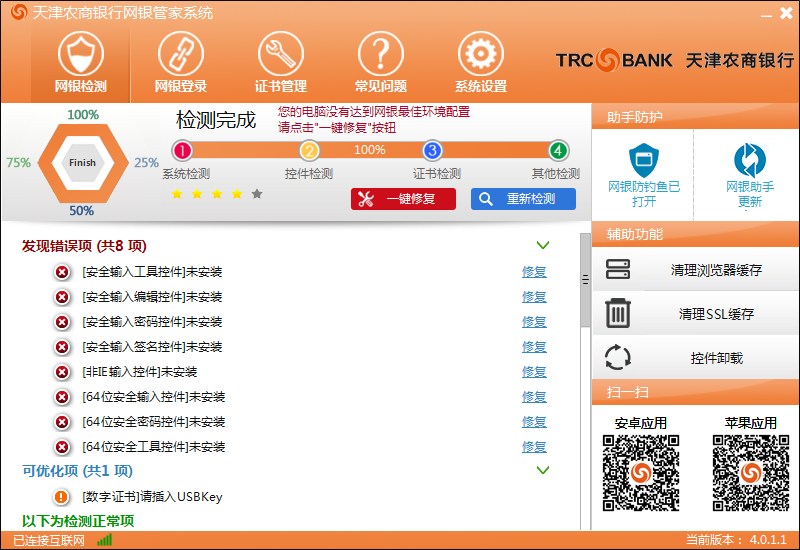 天津农商银行网银管家系统
网银检测
网银登录
证书管理
常见问题
系统设置
TRC BANK 天津农商银行
100%
75%
Finish
25%
50%
检测完成
您的电脑没有达到网银最佳环境配置
请点击"一键修复"按钮
1
2
100%
3
4
系统检测
控件检测
证书检测
其他检测
一键修复
重新检测
发现错误项 (共8 项)
[安全输入工具控件]未安装 修复
[安全输入编辑控件]未安装 修复
[安全输入密码控件]未安装 修复
[安全输入签名控件]未安装 修复
[非IE输入控件]未安装 修复
[64位安全输入控件]未安装 修复
[64位安全密码控件]未安装 修复
[64位安全工具控件]未安装 修复
可优化项 (共1 项)
[数字证书]请插入USBKey
以下为检测正常项
助手防护
网银防钓鱼已
打开
网银助手
更新
辅助功能
清理浏览器缓存
清理SSL缓存
控件卸载
扫一扫
安卓应用
苹果应用
已连接互联网
当前版本： 4.0.1.1